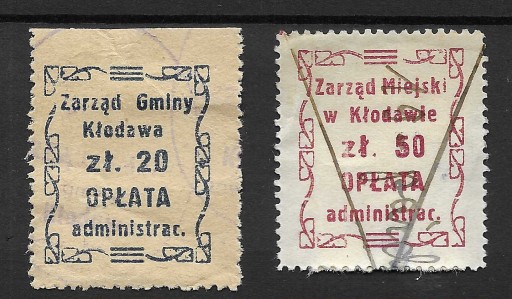 Zarząd Gminy
Kłodawa
zł. 20
OPŁATA
administrac.
Zarząd Miejski
w Kłodawie
zł. 50
OPŁATA
administrac.